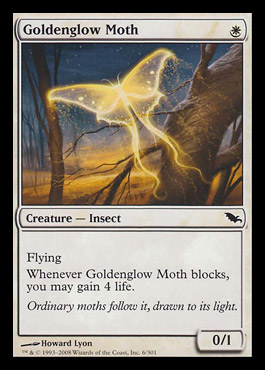 Goldenglow Moth
Creature — Insect
Flying
Whenever Goldenglow Moth blocks,
you may gain 4 life.
Ordinary moths follow it, drawn to its light.
Howard Lyon
™ & © 1993–2008 Wizards of the Coast, Inc. 6/301
0/1